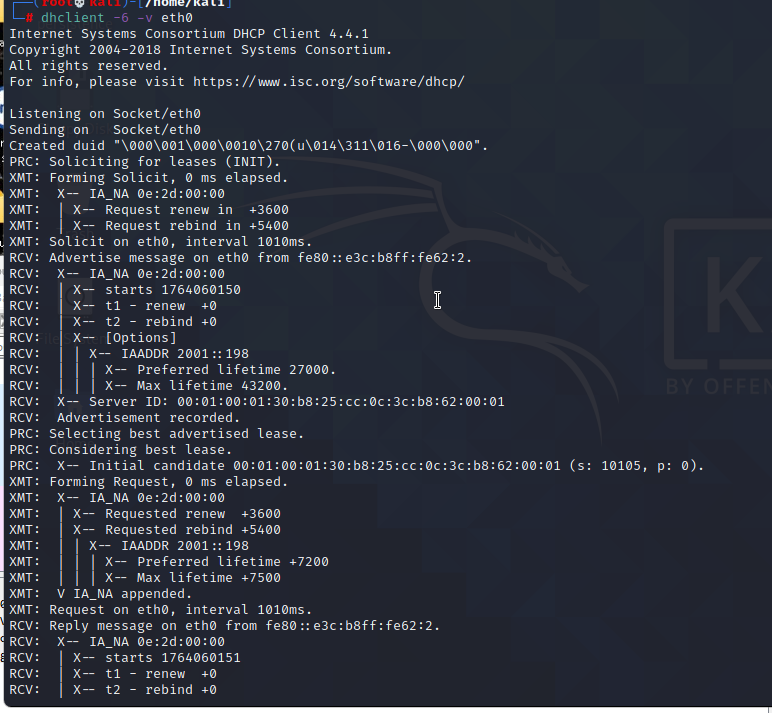 (root㉿kali)-[/home/kali]
└─# dhclient -6 -v eth0
Internet Systems Consortium DHCP Client 4.4.1
Copyright 2004-2018 Internet Systems Consortium.
All rights reserved.
For info, please visit https://www.isc.org/software/dhcp/
Listening on Socket/eth0
Sending on   Socket/eth0
Created duid "\000\001\000\0010\270(u\014\311\016-\000\000".
PRC: Soliciting for leases (INIT).
XMT: Forming Solicit, 0 ms elapsed.
XMT:  X-- IA_NA 0e:2d:00:00
XMT:  | X-- Request renew in  +3600
XMT:  | X-- Request rebind in +5400
XMT: Solicit on eth0, interval 1010ms.
RCV: Advertise message on eth0 from fe80::e3c:b8ff:fe62:2.
RCV:  X-- IA_NA 0e:2d:00:00
RCV:  | X-- starts 1764060150
RCV:  | X-- t1 - renew  +0
RCV:  | X-- t2 - rebind +0
RCV:  | X-- [Options]
RCV:  | | X-- IAADDR 2001::198
RCV:  | | | X-- Preferred lifetime 27000.
RCV:  | | | X-- Max lifetime 43200.
RCV:  X-- Server ID: 00:01:00:01:30:b8:25:cc:0c:3c:b8:62:00:01
RCV:  Advertisement recorded.
PRC: Selecting best advertised lease.
PRC: Considering best lease.
PRC:  X-- Initial candidate 00:01:00:01:30:b8:25:cc:0c:3c:b8:62:00:01 (s: 10105, p: 0).
XMT: Forming Request, 0 ms elapsed.
XMT:  X-- IA_NA 0e:2d:00:00
XMT:  | X-- Requested renew  +3600
XMT:  | X-- Requested rebind +5400
XMT:  | | X-- IAADDR 2001::198
XMT:  | | | X-- Preferred lifetime +7200
XMT:  | | | X-- Max lifetime +7500
XMT:  V IA_NA appended.
XMT: Request on eth0, interval 1010ms.
RCV: Reply message on eth0 from fe80::e3c:b8ff:fe62:2.
RCV:  X-- IA_NA 0e:2d:00:00
RCV:  | X-- starts 1764060151
RCV:  | X-- t1 - renew  +0
RCV:  | X-- t2 - rebind +0
K
BY OFFEN